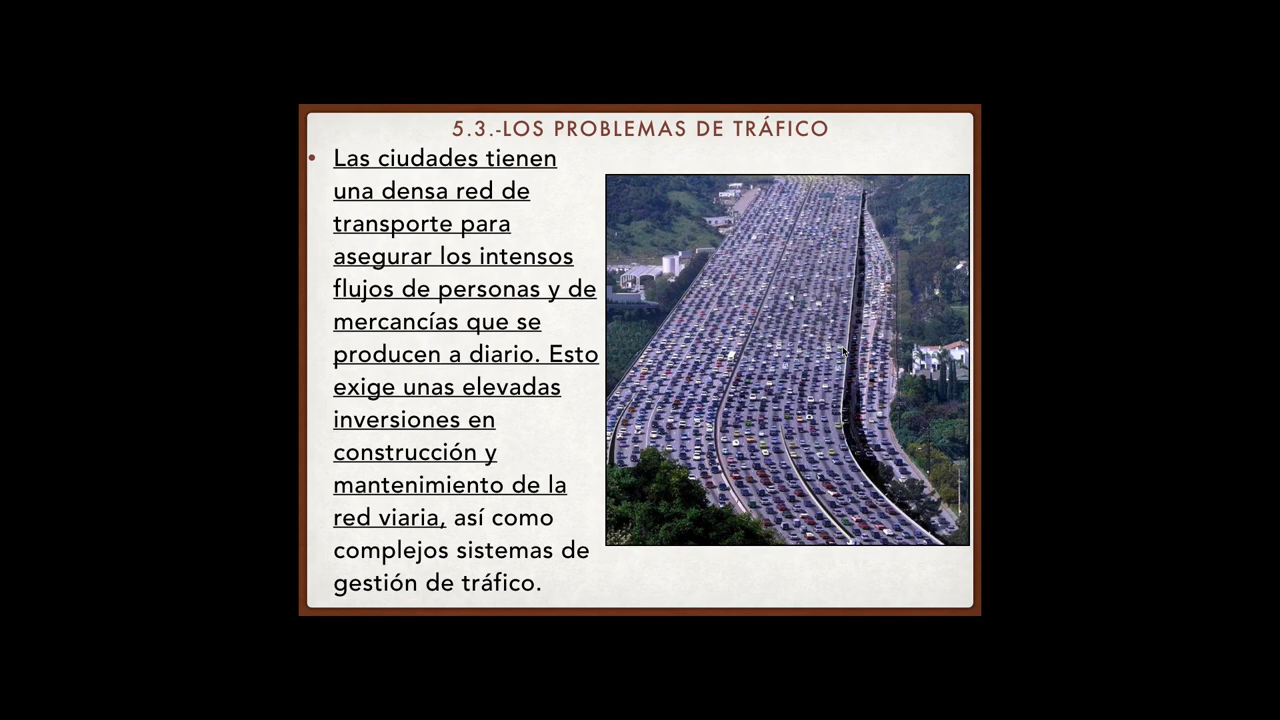 5.3.-LOS PROBLEMAS DE TRÁFICO
• Las ciudades tienen
una densa red de
transporte para
asegurar los intensos
flujos de personas y de
mercancías que se
producen a diario. Esto
exige unas elevadas
inversiones en
construcción y
mantenimiento de la
red viaria, así como
complejos sistemas de
gestión de tráfico.